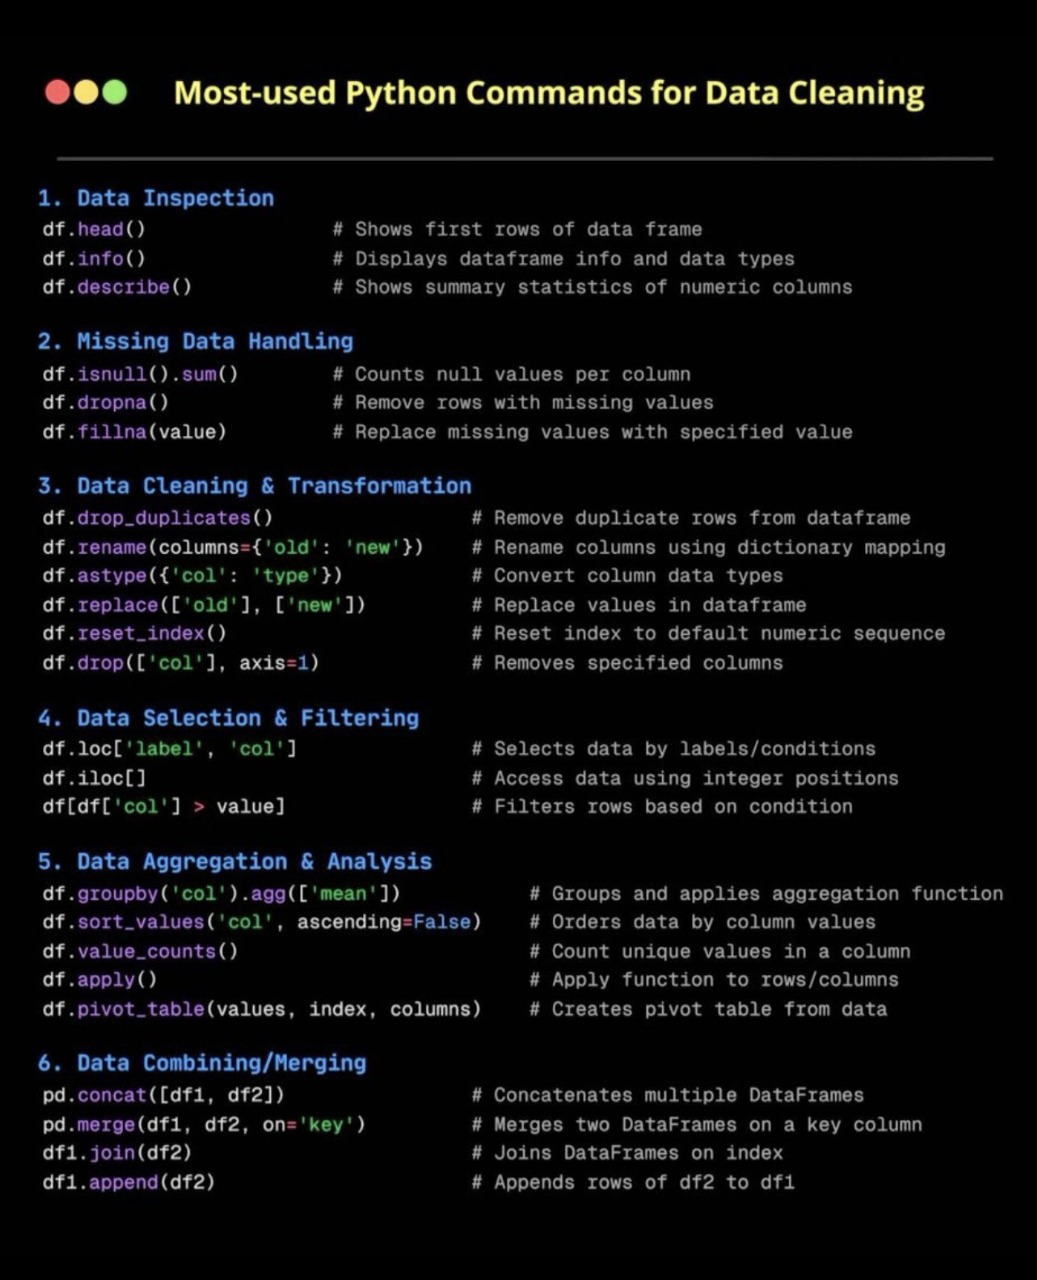 Most-used Python Commands for Data Cleaning
1. Data Inspection
df.head() # Shows first rows of data frame
df.info() # Displays dataframe info and data types
df.describe() # Shows summary statistics of numeric columns
2. Missing Data Handling
df.isnull().sum() # Counts null values per column
df.dropna() # Remove rows with missing values
df.fillna(value) # Replace missing values with specified value
3. Data Cleaning & Transformation
df.drop_duplicates() # Remove duplicate rows from dataframe
df.rename(columns={'old': 'new'}) # Rename columns using dictionary mapping
df.astype({'col': 'type'}) # Convert column data types
df.replace(['old'], ['new']) # Replace values in dataframe
df.reset_index() # Reset index to default numeric sequence
df.drop(['col'], axis=1) # Removes specified columns
4. Data Selection & Filtering
df.loc['label', 'col'] # Selects data by labels/conditions
df.iloc[] # Access data using integer positions
df[df['col'] > value] # Filters rows based on condition
5. Data Aggregation & Analysis
df.groupby('col').agg(['mean']) # Groups and applies aggregation function
df.sort_values('col', ascending=False) # Orders data by column values
df.value_counts() # Count unique values in a column
df.apply() # Apply function to rows/columns
df.pivot_table(values, index, columns) # Creates pivot table from data
6. Data Combining/Merging
pd.concat([df1, df2]) # Concatenates multiple DataFrames
pd.merge(df1, df2, on='key') # Merges two DataFrames on a key column
df1.join(df2) # Joins DataFrames on index
df1.append(df2) # Appends rows of df2 to df1